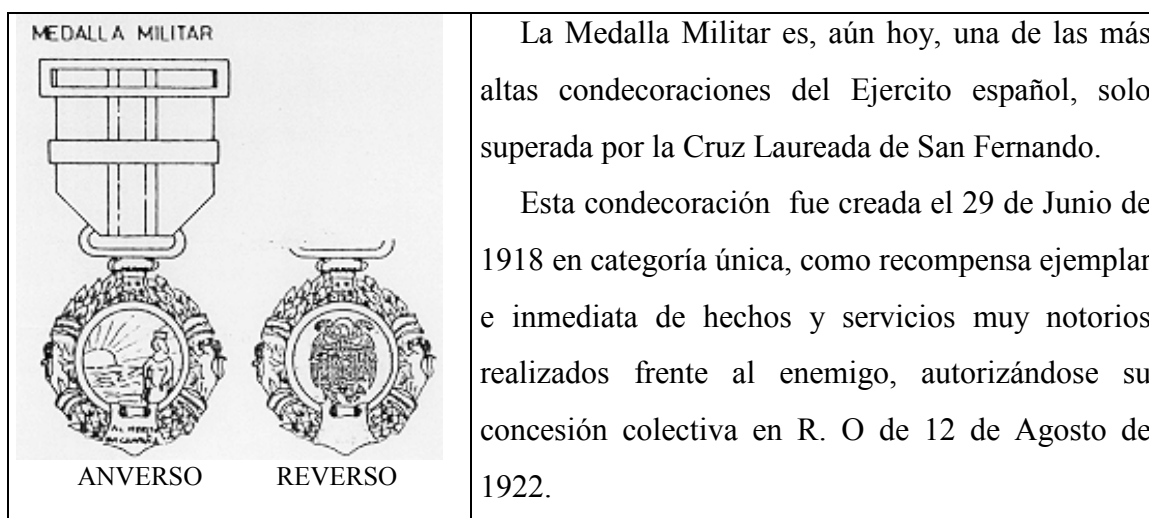 MEDALLA MILITAR
ANVERSO REVERSO
La Medalla Militar es, aún hoy, una de las más
altas condecoraciones del Ejercito español, solo
superada por la Cruz Laureada de San Fernando.
Esta condecoración fue creada el 29 de Junio de
1918 en categoría única, como recompensa ejemplar
e inmediata de hechos y servicios muy notorios
realizados frente al enemigo, autorizándose su
concesión colectiva en R. O de 12 de Agosto de
1922.